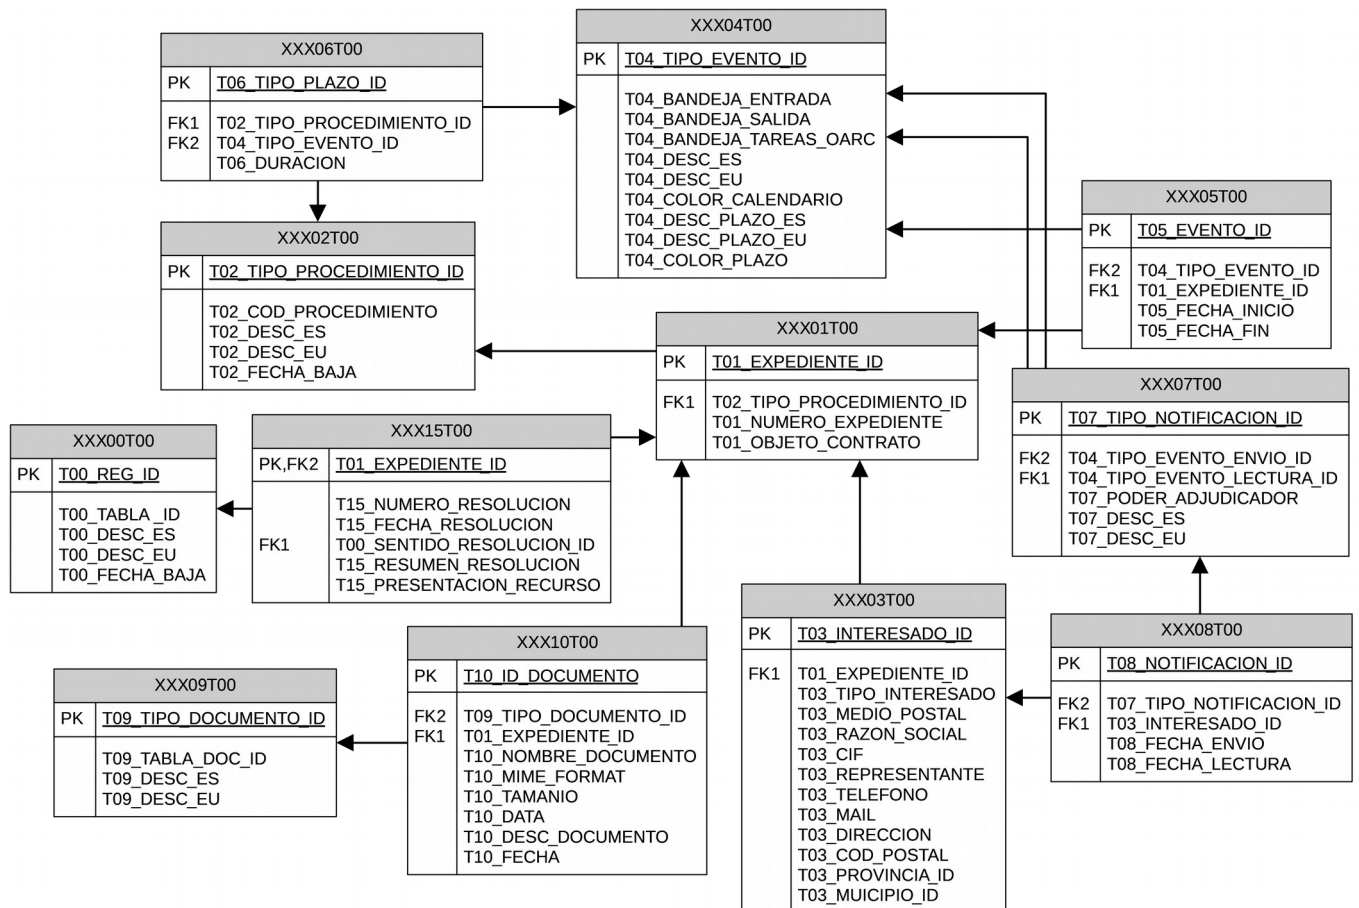 XXX06T00
PK T06_TIPO_PLAZO_ID
FK1 T02_TIPO_PROCEDIMIENTO_ID
FK2 T04_TIPO_EVENTO_ID
T06_DURACION
XXX04T00
PK T04_TIPO_EVENTO_ID
T04_BANDEJA_ENTRADA
T04_BANDEJA_SALIDA
T04_BANDEJA_TAREAS_OARC
T04_DESC_ES
T04_DESC_EU
T04_COLOR_CALENDARIO
T04_DESC_PLAZO_ES
T04_DESC_PLAZO_EU
T04_COLOR_PLAZO
XXX05T00
PK T05_EVENTO_ID
FK2 T04_TIPO_EVENTO_ID
FK1 T01_EXPEDIENTE_ID
T05_FECHA_INICIO
T05_FECHA_FIN
XXX02T00
PK T02_TIPO_PROCEDIMIENTO_ID
T02_COD_PROCEDIMIENTO
T02_DESC_ES
T02_DESC_EU
T02_FECHA_BAJA
XXX01T00
PK T01_EXPEDIENTE_ID
FK1 T02_TIPO_PROCEDIMIENTO_ID
T01_NUMERO_EXPEDIENTE
T01_OBJETO_CONTRATO
XXX07T00
PK T07_TIPO_NOTIFICACION_ID
FK2 T04_TIPO_EVENTO_ENVIO_ID
FK1 T04_TIPO_EVENTO_LECTURA_ID
T07_PODER_ADJUDICADOR
T07_DESC_ES
T07_DESC_EU
XXX00T00
PK T00_REG_ID
T00_TABLA _ID
T00_DESC_ES
T00_DESC_EU
T00_FECHA_BAJA
XXX15T00
PK,FK2 T01_EXPEDIENTE_ID
T15_NUMERO_RESOLUCION
T15_FECHA_RESOLUCION
FK1 T00_SENTIDO_RESOLUCION_ID
T15_RESUMEN_RESOLUCION
T15_PRESENTACION_RECURSO
XXX03T00
PK T03_INTERESADO_ID
FK1 T01_EXPEDIENTE_ID
T03_TIPO_INTERESADO
T03_MEDIO_POSTAL
T03_RAZON_SOCIAL
T03_CIF
T03_REPRESENTANTE
T03_TELEFONO
T03_MAIL
T03_DIRECCION
T03_COD_POSTAL
T03_PROVINCIA_ID
T03_MUICIPIO_ID
XXX08T00
PK T08_NOTIFICACION_ID
FK2 T07_TIPO_NOTIFICACION_ID
FK1 T03_INTERESADO_ID
T08_FECHA_ENVIO
T08_FECHA_LECTURA
XXX10T00
PK T10_ID_DOCUMENTO
FK2 T09_TIPO_DOCUMENTO_ID
FK1 T01_EXPEDIENTE_ID
T10_NOMBRE_DOCUMENTO
T10_MIME_FORMAT
T10_TAMANIO
T10_DATA
T10_DESC_DOCUMENTO
T10_FECHA
XXX09T00
PK T09_TIPO_DOCUMENTO_ID
T09_TABLA_DOC_ID
T09_DESC_ES
T09_DESC_EU